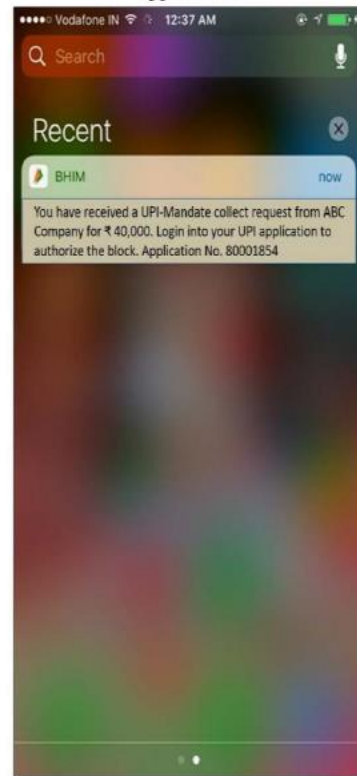 Vodafone IN 12:37 AM
Search
Recent
BHIM now
You have received a UPI-Mandate collect request from ABC
Company for ₹ 40,000. Login into your UPI application to
authorize the block. Application No. 80001854